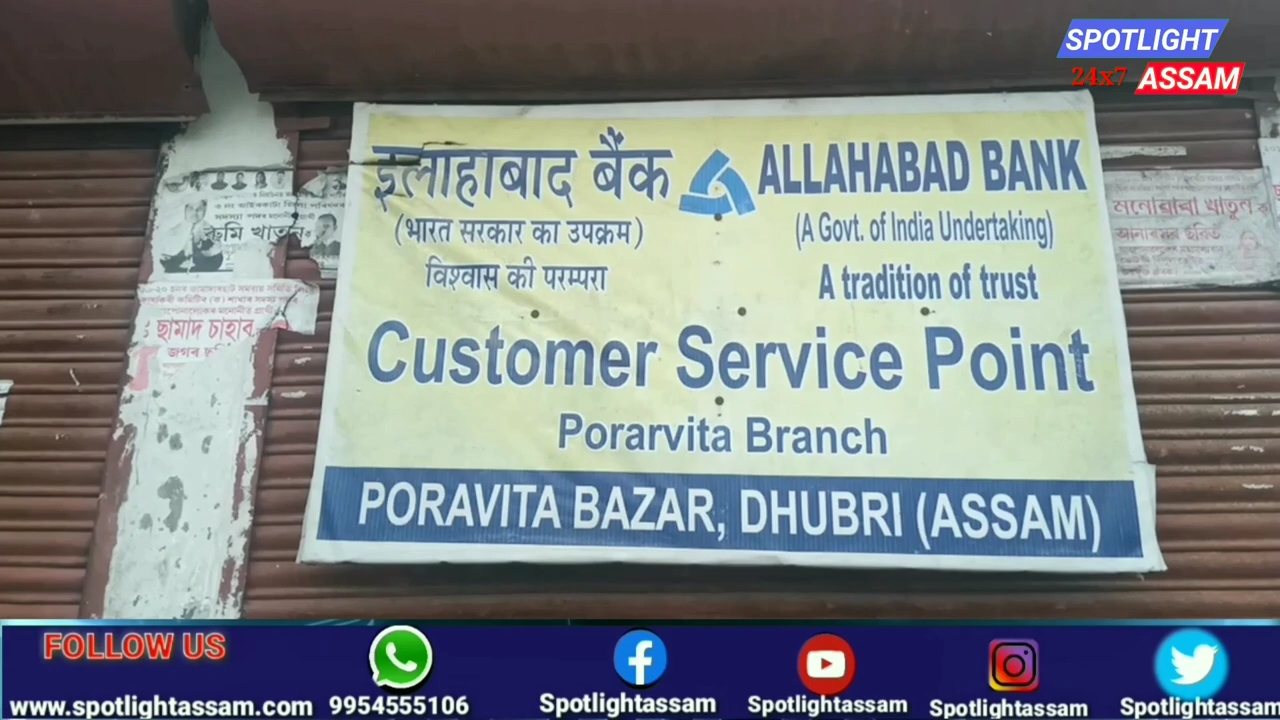 SPOTLIGHT
24x7 ASSAM
इलाहाबाद बैंक ALLAHABAD BANK
(भारत सरकार का उपक्रम) (A Govt. of India Undertaking)
विश्वास की परम्परा A tradition of trust
Customer Service Point
Porarvita Branch
PORAVITA BAZAR, DHUBRI (ASSAM)
ৰুমি খাতুন
ছামাদ চাহাব
জগৰ
মনোৱাৰা খাতুন
FOLLOW US
www.spotlightassam.com 9954555106 Spotlightassam Spotlightassam Spotlightassam Spotlightassam